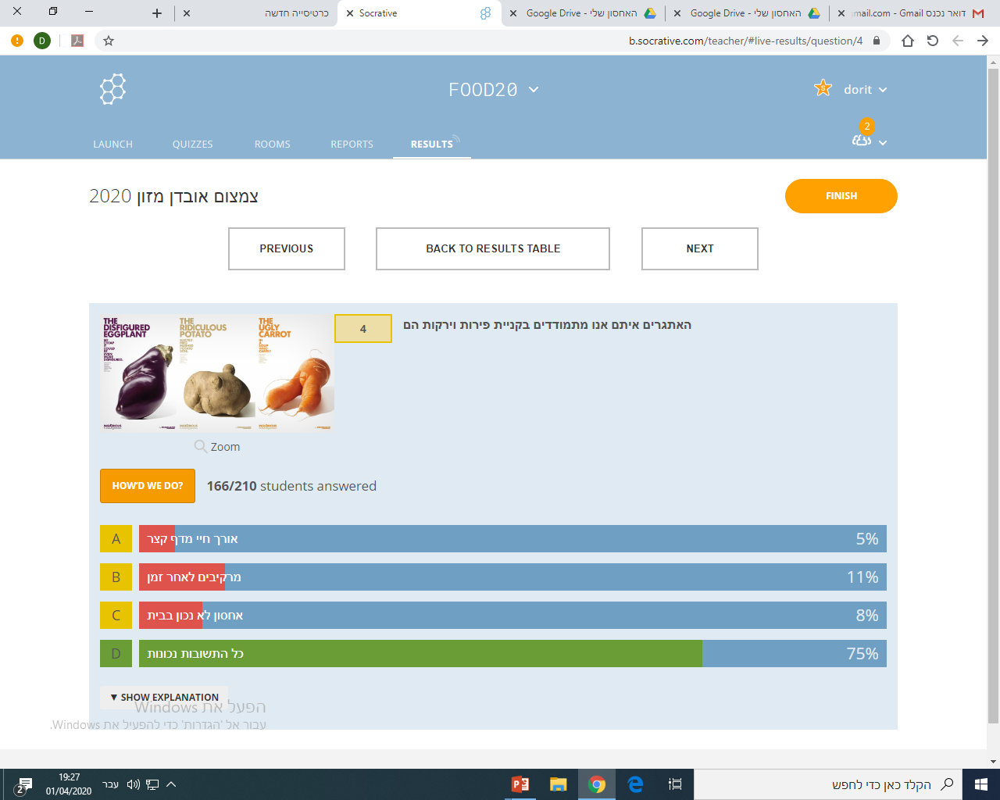 כרטיסייה חדשה
Socrative
האחסון שלי - Google Drive
האחסון שלי - Google Drive
דואר נכנס - Gmail
b.socrative.com/teacher/#live-results/question/4
D
FOOD20
dorit
2
LAUNCH
QUIZZES
ROOMS
REPORTS
RESULTS
צמצום אובדן מזון 2020
FINISH
PREVIOUS
BACK TO RESULTS TABLE
NEXT
THE DISFIGURED EGGPLANT
THE RIDICULOUS POTATO
THE UGLY CARROT
4
האתגרים איתם אנו מתמודדים בקניית פירות וירקות הם
Zoom
HOW'D WE DO?
166/210 students answered
A אורך חיי מדף קצר 5%
B מרקיבים לאחר זמן 11%
C אחסון לא נכון בבית 8%
D כל התשובות נכונות 75%
▼ SHOW EXPLANATION
הפעל את Windows
עבור אל 'הגדרות' כדי להפעיל את Windows.
2
19:27
01/04/2020
עבר
הקלד כאן כדי לחפש